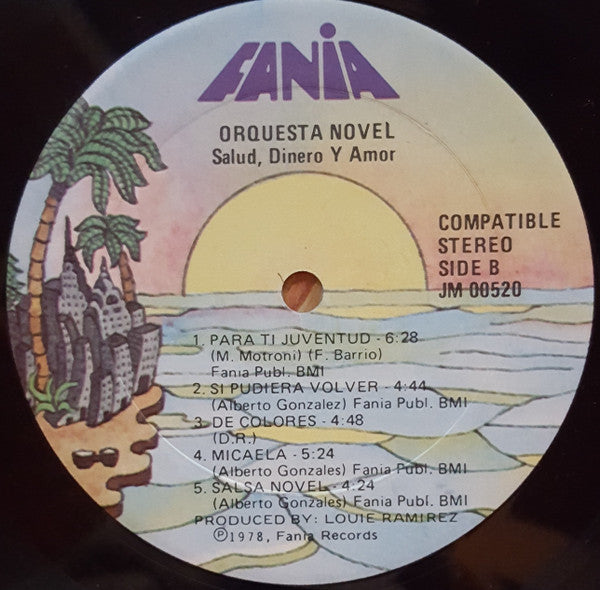 FANIA
ORQUESTA NOVEL
Salud, Dinero Y Amor
COMPATIBLE
STEREO
SIDE B
JM 00520
1. PARA TI JUVENTUD - 6:28
(M. Motroni) (F. Barrio)
Fania Publ. BMI
2. SI PUDIERA VOLVER - 4:44
(Alberto Gonzalez) Fania Publ. BMI
3. DE COLORES - 4:48
(D.R.)
4. MICAELA - 5:24
(Alberto Gonzales) Fania Publ. BMI
5. SALSA NOVEL - 4:24
(Alberto Gonzales) Fania Publ. BMI
PRODUCED BY: LOUIE RAMIREZ
Ⓟ1978, Fania Records